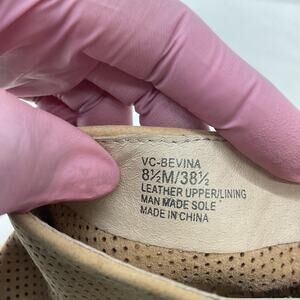 VC-BEVINA
8½M/38½
LEATHER UPPER/LINING
MAN MADE SOLE
MADE IN CHINA